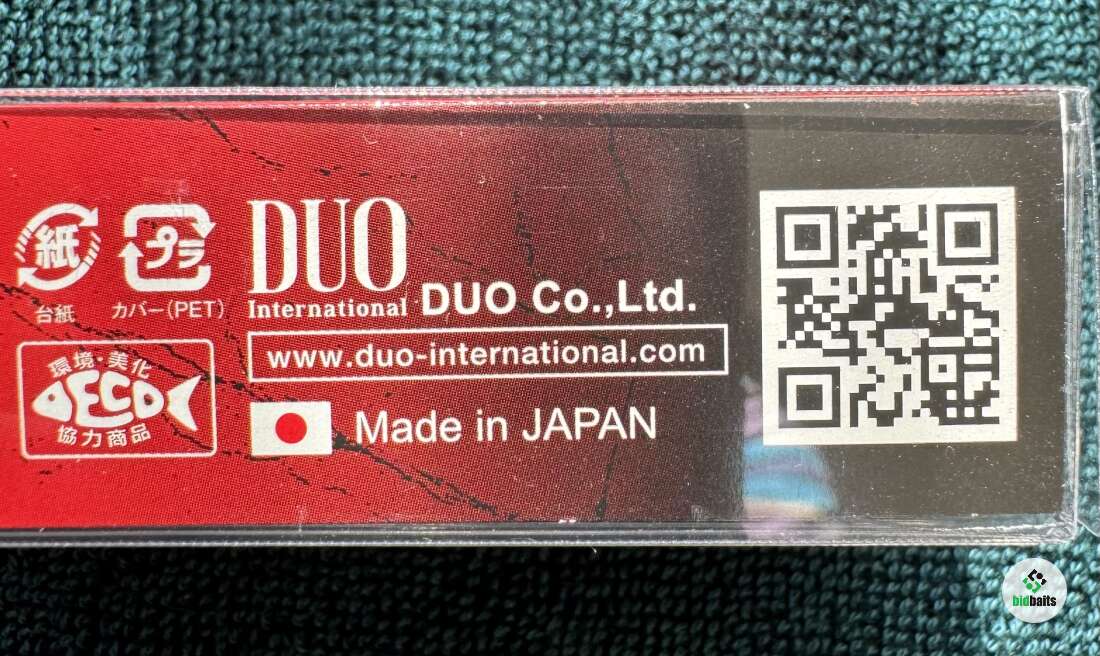 紙
プラ
台紙
カバー(PET)
DUO
International
DUO Co.,Ltd.
www.duo-international.com
環境・美化
ECO
協力商品
Made in JAPAN
bidbaits